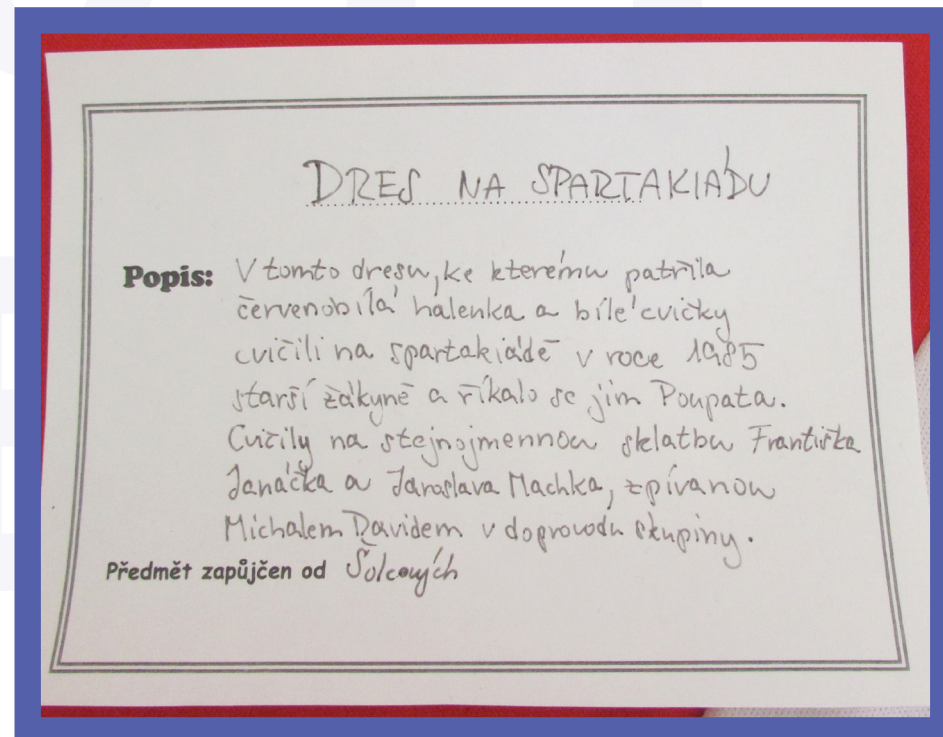 DRES NA SPARTAKIÁDU
Popis: V tomto dresu, ke kterému patřila
červenobílá halenka a bílé cvičky
cvičili na spartakiádě v roce 1985
starší žákyně a říkalo se jim Poupata.
Cvičily na stejnojmennou sklatbu Františka
Janáčka a Jaroslava Machka, zpívanou
Michalem Davidem v doprovodu skupiny.
Předmět zapůjčen od Šolcových